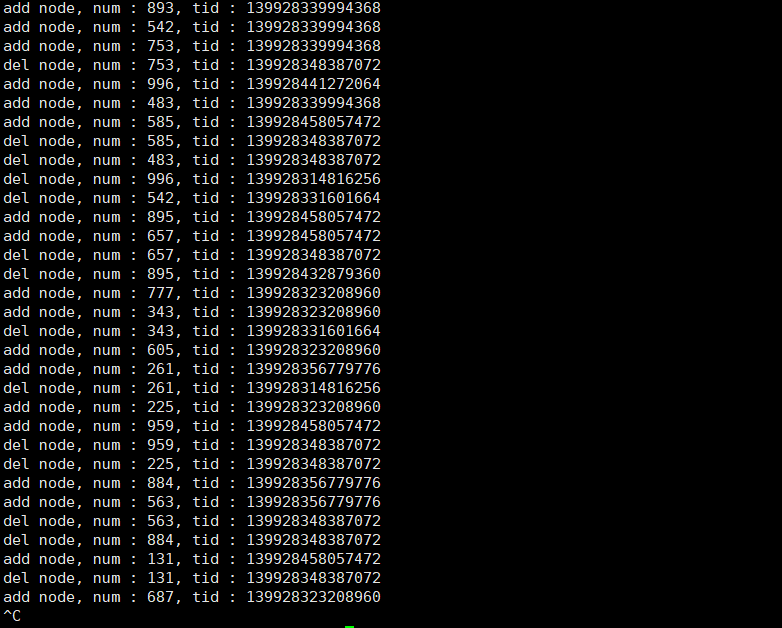 add node, num : 893, tid : 139928339994368
add node, num : 542, tid : 139928339994368
add node, num : 753, tid : 139928339994368
del node, num : 753, tid : 139928348387072
add node, num : 996, tid : 139928441272064
add node, num : 483, tid : 139928339994368
add node, num : 585, tid : 139928458057472
del node, num : 585, tid : 139928348387072
del node, num : 483, tid : 139928348387072
del node, num : 996, tid : 139928314816256
del node, num : 542, tid : 139928331601664
add node, num : 895, tid : 139928458057472
add node, num : 657, tid : 139928458057472
del node, num : 657, tid : 139928348387072
del node, num : 895, tid : 139928432879360
add node, num : 777, tid : 139928323208960
add node, num : 343, tid : 139928323208960
del node, num : 343, tid : 139928331601664
add node, num : 605, tid : 139928323208960
add node, num : 261, tid : 139928356779776
del node, num : 261, tid : 139928314816256
add node, num : 225, tid : 139928323208960
add node, num : 959, tid : 139928458057472
del node, num : 959, tid : 139928348387072
del node, num : 225, tid : 139928348387072
add node, num : 884, tid : 139928356779776
add node, num : 563, tid : 139928356779776
del node, num : 563, tid : 139928348387072
del node, num : 884, tid : 139928348387072
add node, num : 131, tid : 139928458057472
del node, num : 131, tid : 139928348387072
add node, num : 687, tid : 139928323208960
^C